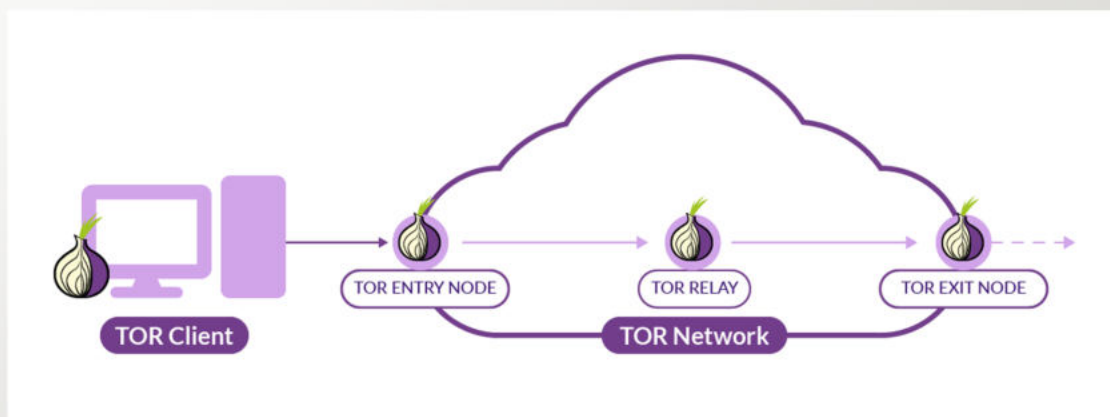 TOR ENTRY NODE
TOR RELAY
TOR EXIT NODE
TOR Client
TOR Network